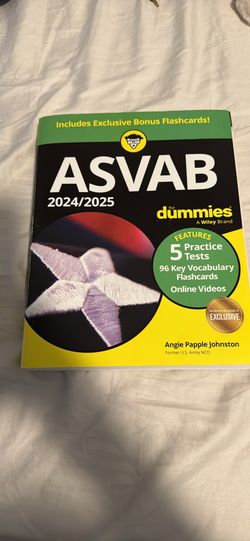 Includes Exclusive Bonus Flashcards!
ASVAB
2024/2025
for
dummies
A Wiley Brand
FEATURES
5 Practice
Tests
96 Key Vocabulary
Flashcards
Online Videos
EXCLUSIVE
Angie Papple Johnston
Former U.S. Army NCO